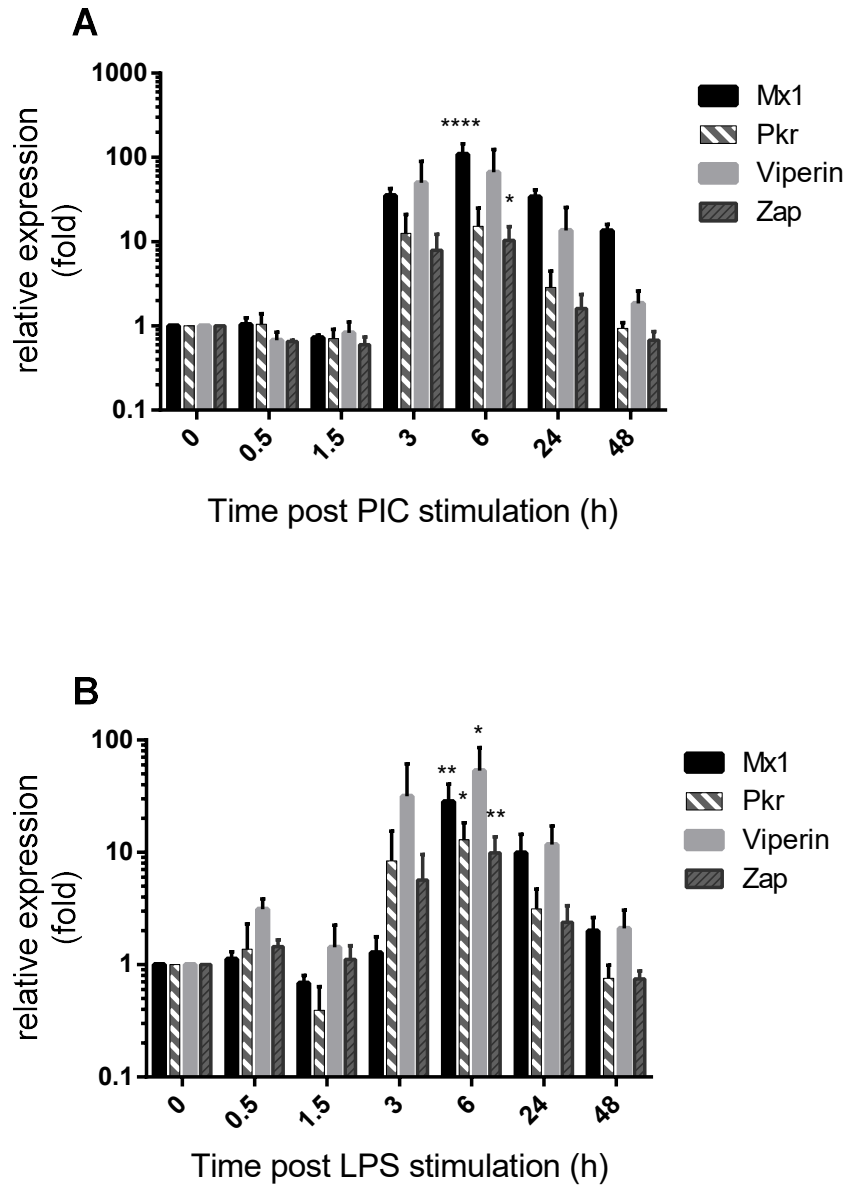 A
1000
100
10
1
0.1
relative expression
(fold)
****
*
Mx1
Pkr
Viperin
Zap
0 0.5 1.5 3 6 24 48
Time post PIC stimulation (h)
B
100
10
1
0.1
relative expression
(fold)
**
*
*
**
Mx1
Pkr
Viperin
Zap
0 0.5 1.5 3 6 24 48
Time post LPS stimulation (h)